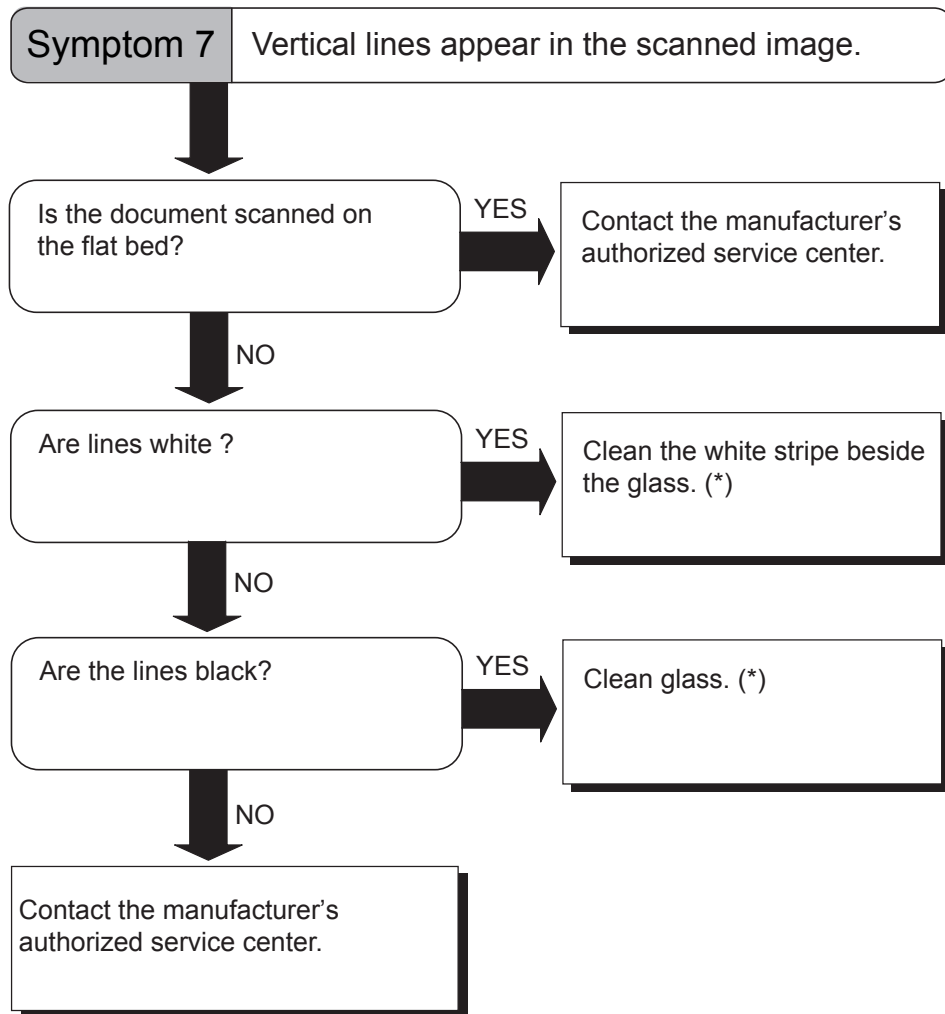 Symptom 7 Vertical lines appear in the scanned image.
Is the document scanned on
the flat bed?
YES
Contact the manufacturer’s
authorized service center.
NO
Are lines white ?
YES
Clean the white stripe beside
the glass. (*)
NO
Are the lines black?
YES
Clean glass. (*)
NO
Contact the manufacturer’s
authorized service center.